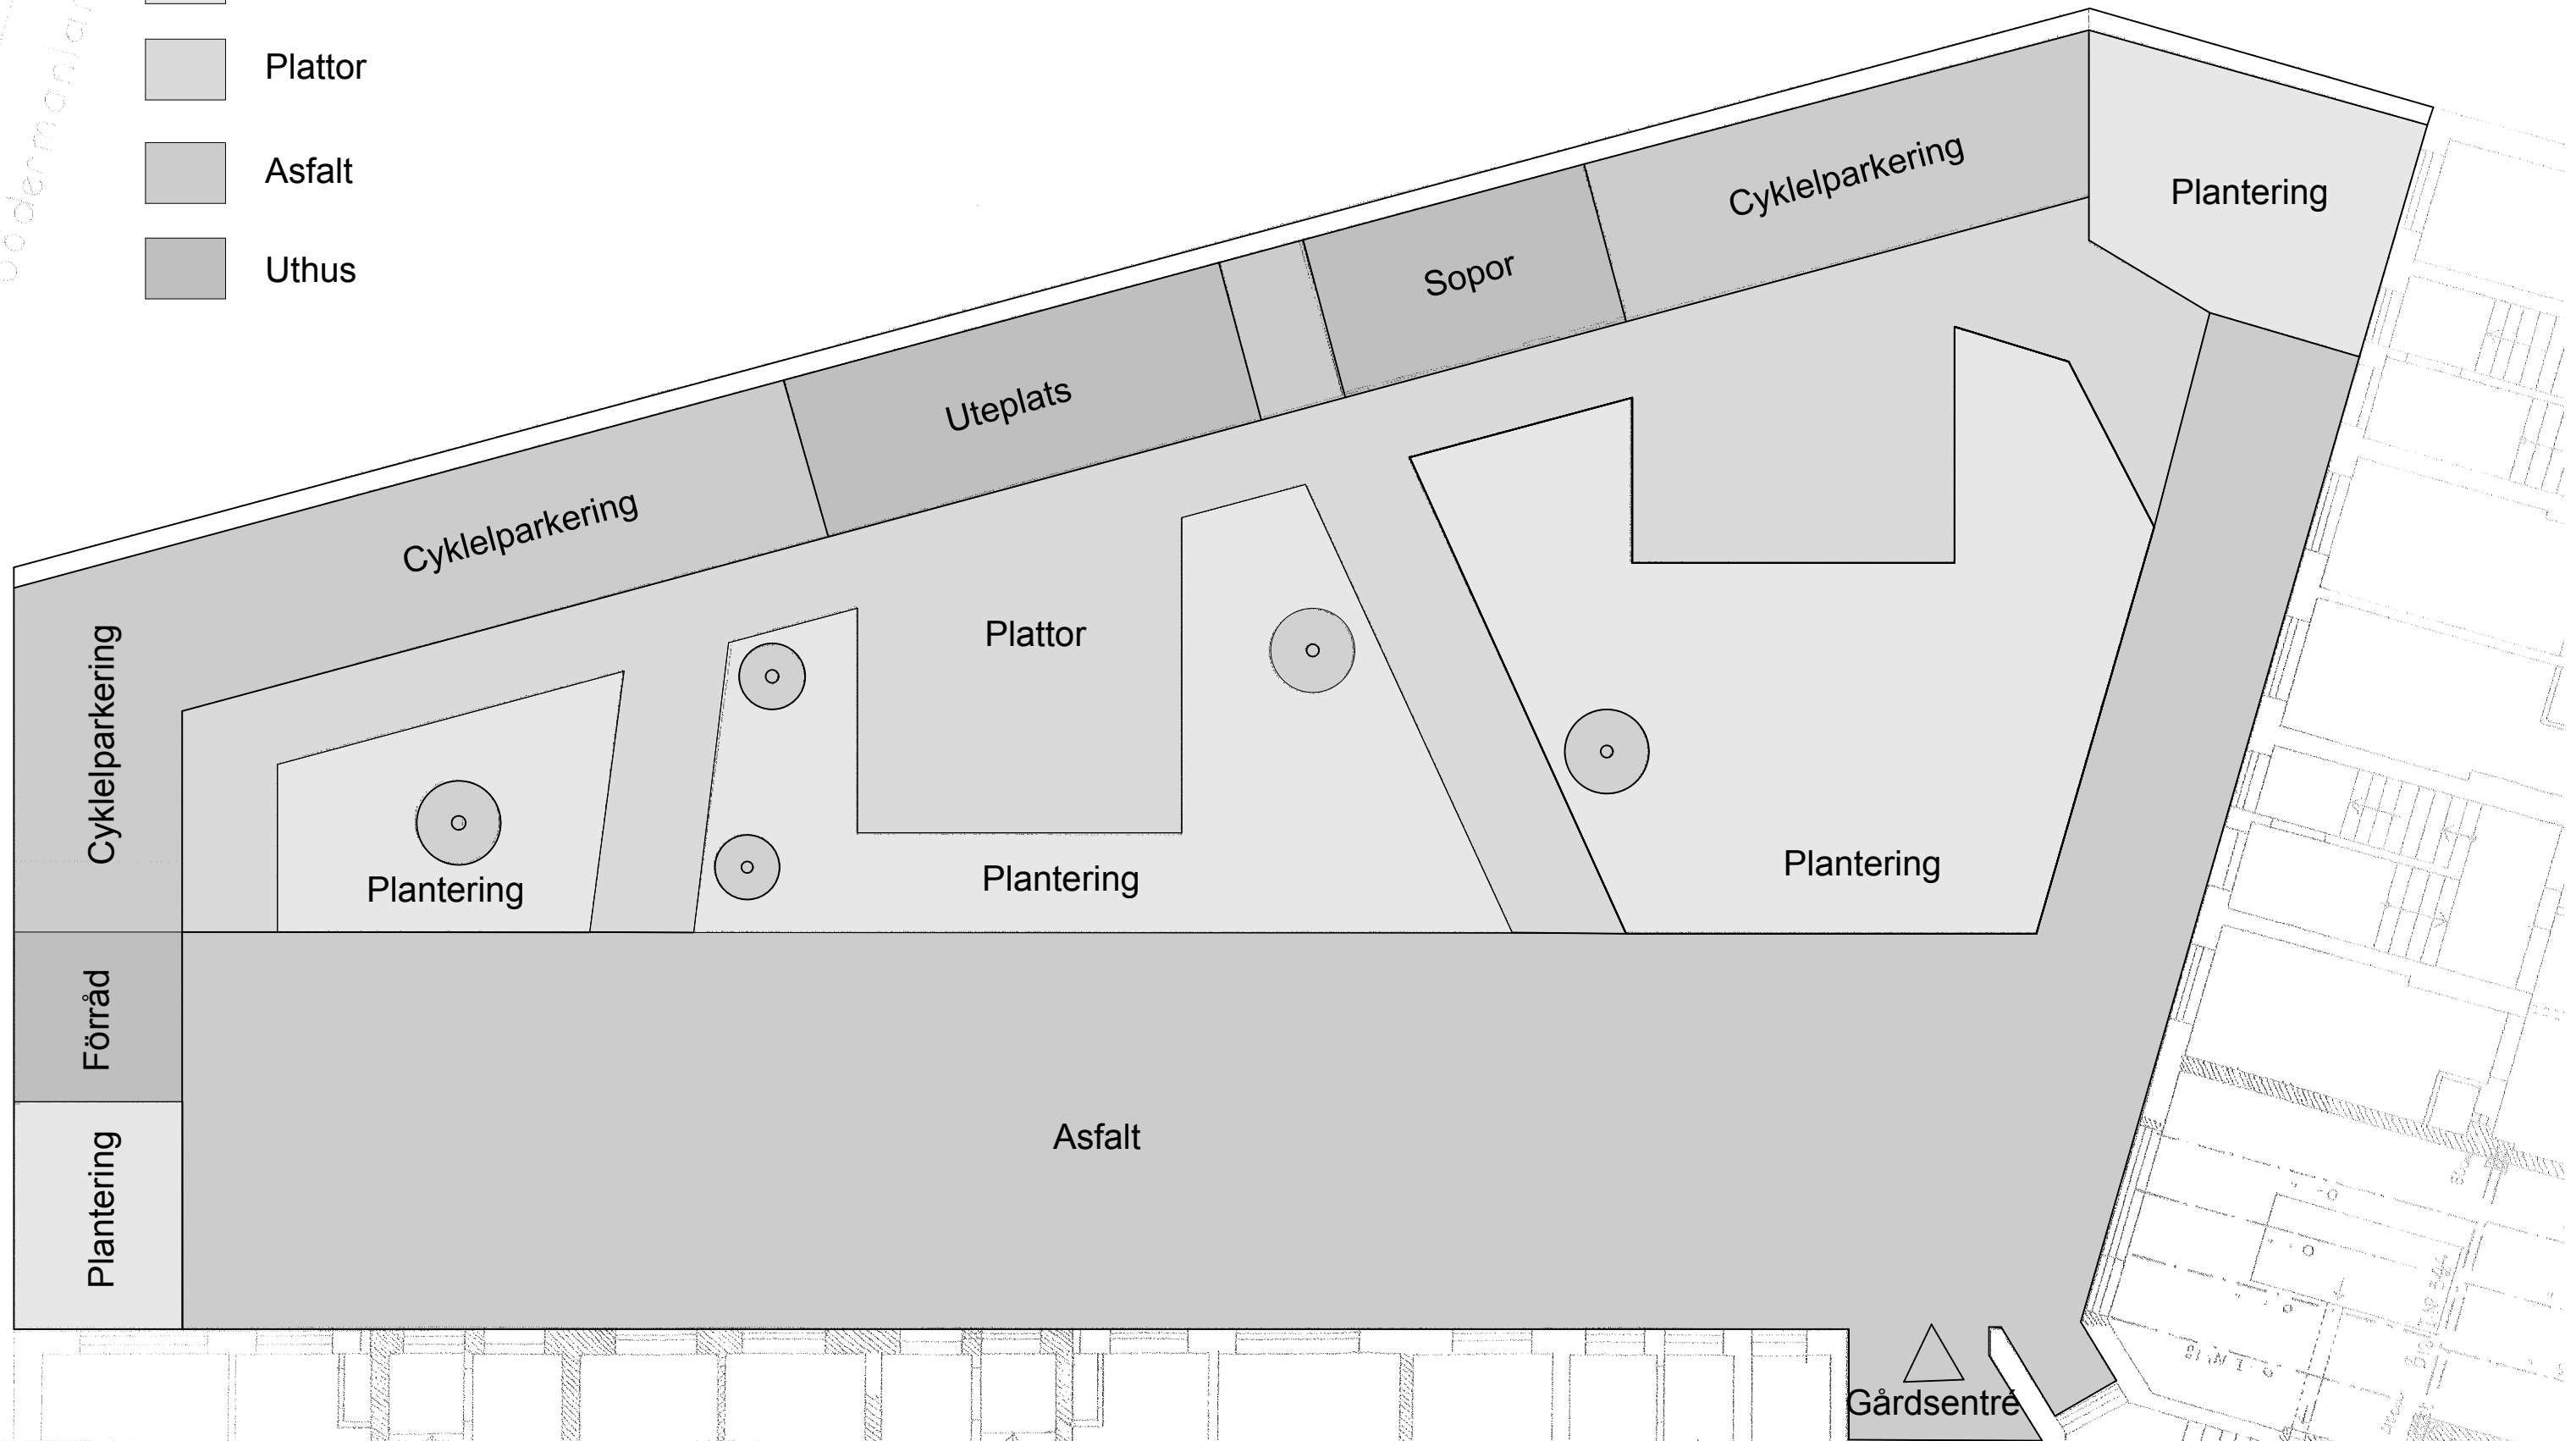 Plattor
Asfalt
Uthus
Cyklelparkering
Plantering
Sopor
Uteplats
Cyklelparkering
Cyklelparkering
Plattor
Plantering
Plantering
Plantering
Förråd
Asfalt
Plantering
Gårdsentré